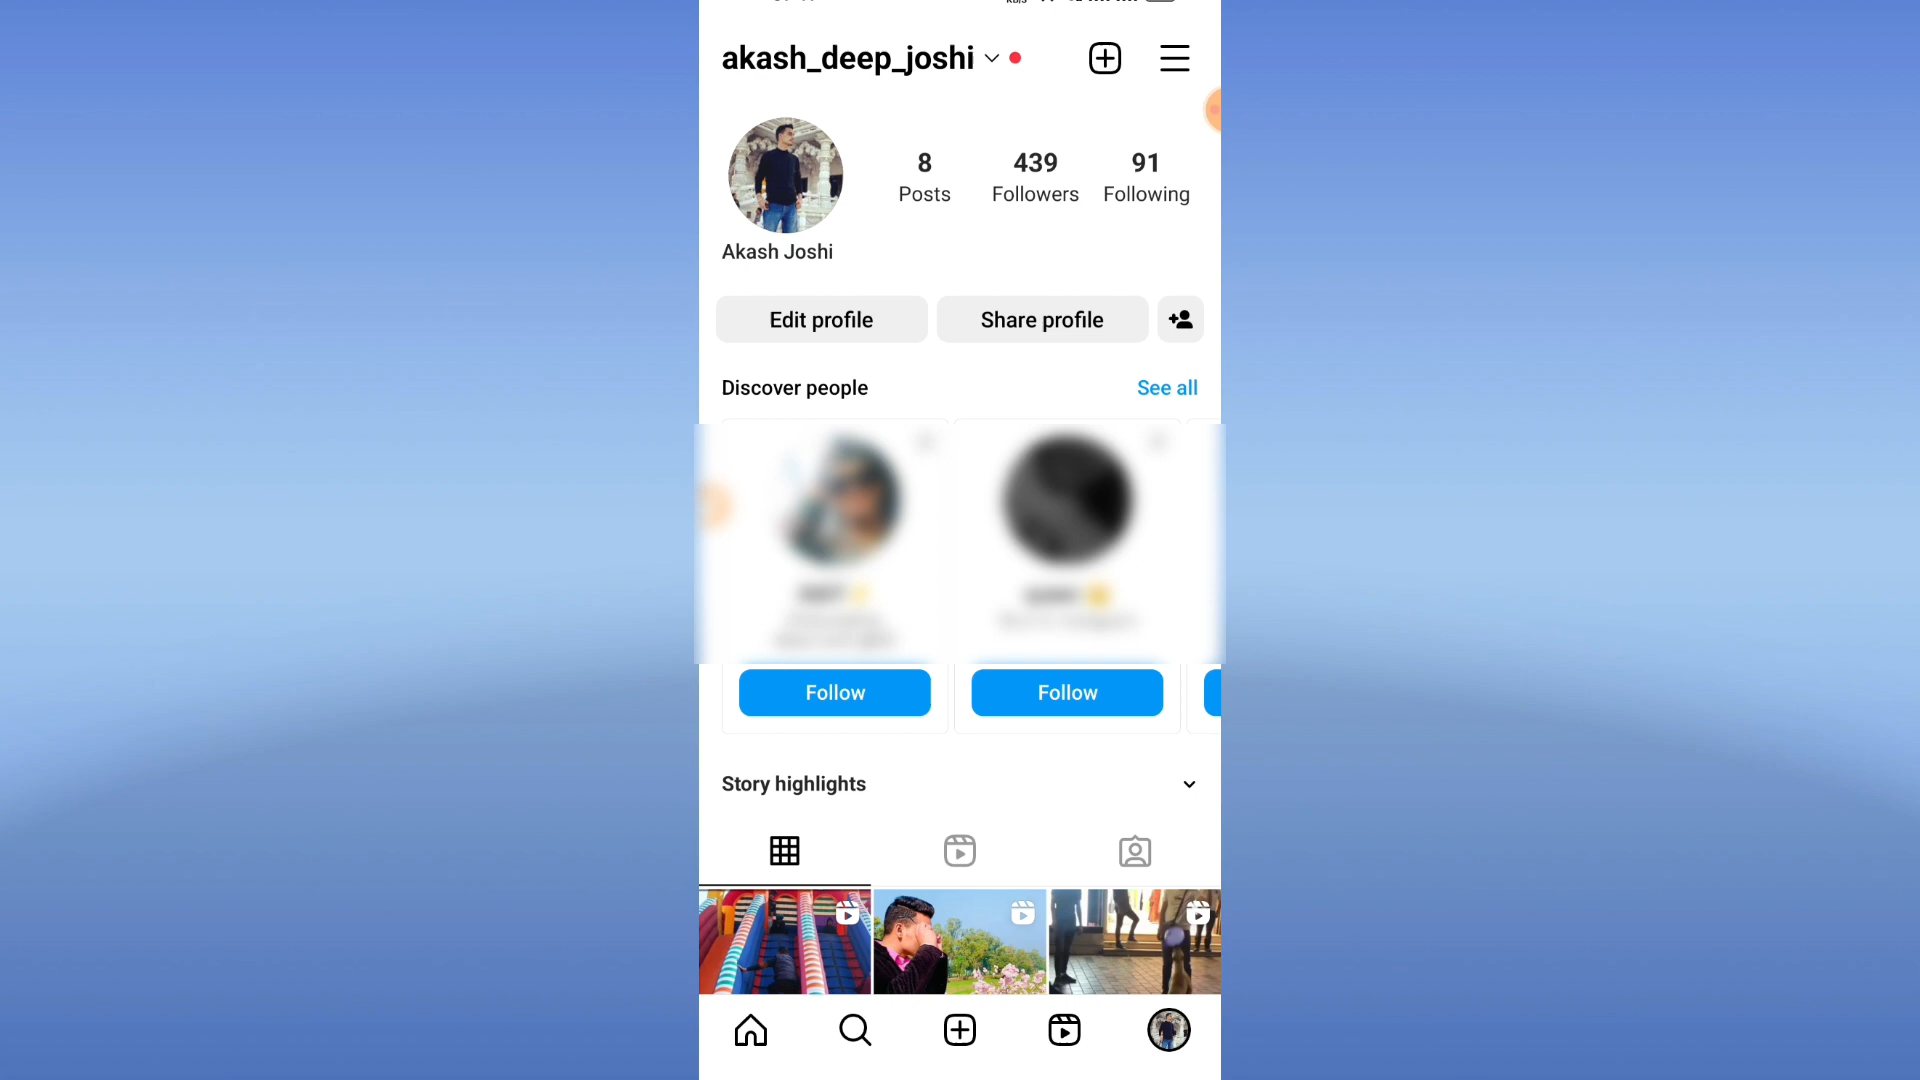 akash_deep_joshi
8
439
91
Posts
Followers
Following
Akash Joshi
Edit profile
Share profile
Discover people
See all
Follow
Follow
Story highlights